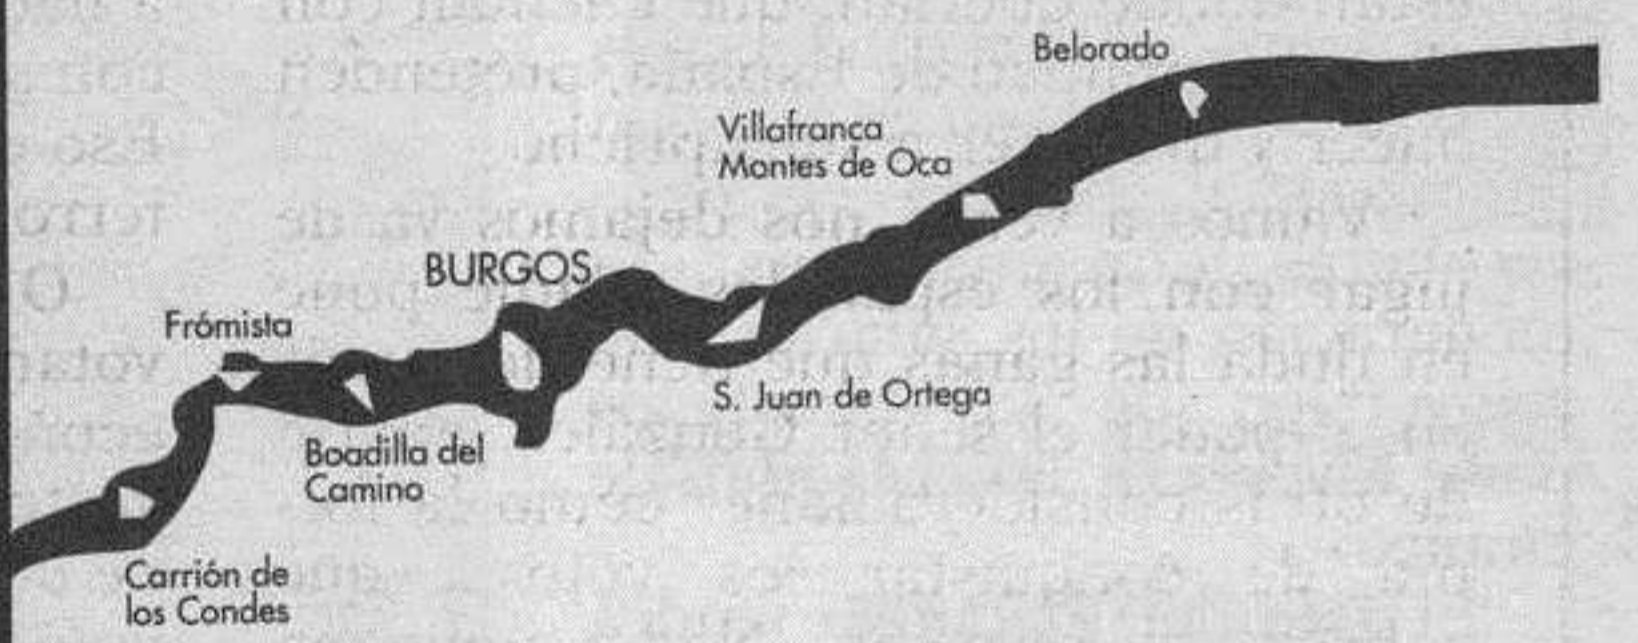 Belorado
Villafranca
Montes de Oca
BURGOS
Frómista
S. Juan de Ortega
Boadilla del
Camino
Carrión de
los Condes